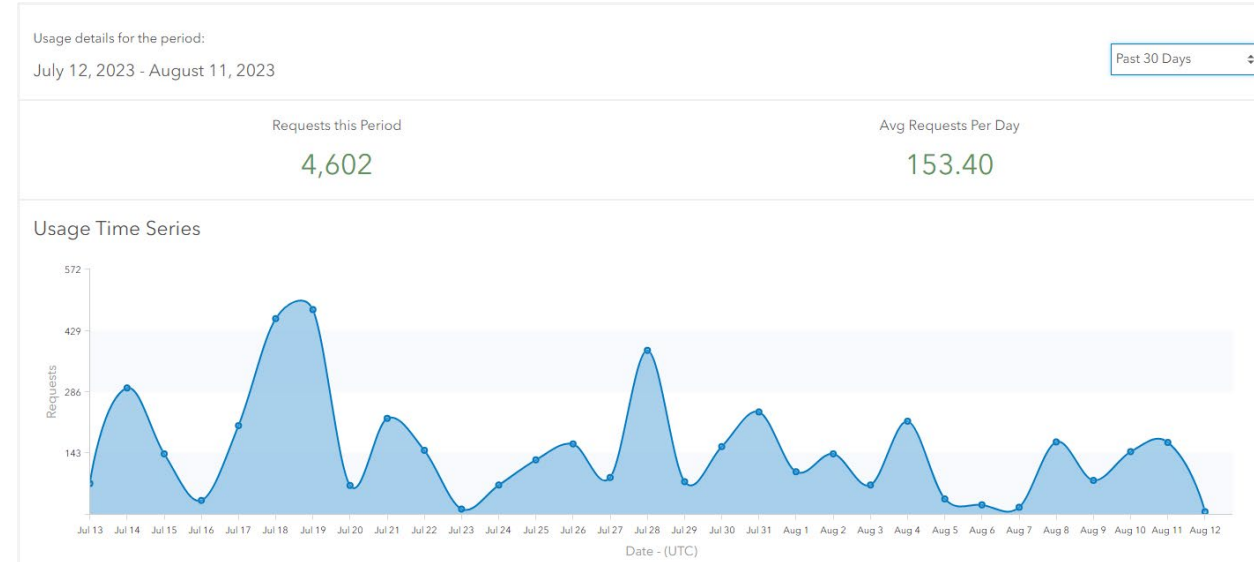 Usage details for the period:
July 12, 2023 - August 11, 2023
Past 30 Days
Requests this Period
Avg Requests Per Day
4,602
153.40
Usage Time Series
572
429
286
143
Requests
Jul 13 Jul 14 Jul 15 Jul 16 Jul 17 Jul 18 Jul 19 Jul 20 Jul 21 Jul 22 Jul 23 Jul 24 Jul 25 Jul 26 Jul 27 Jul 28 Jul 29 Jul 30 Jul 31 Aug 1 Aug 2 Aug 3 Aug 4 Aug 5 Aug 6 Aug 7 Aug 8 Aug 9 Aug 10 Aug 11 Aug 12
Date - (UTC)